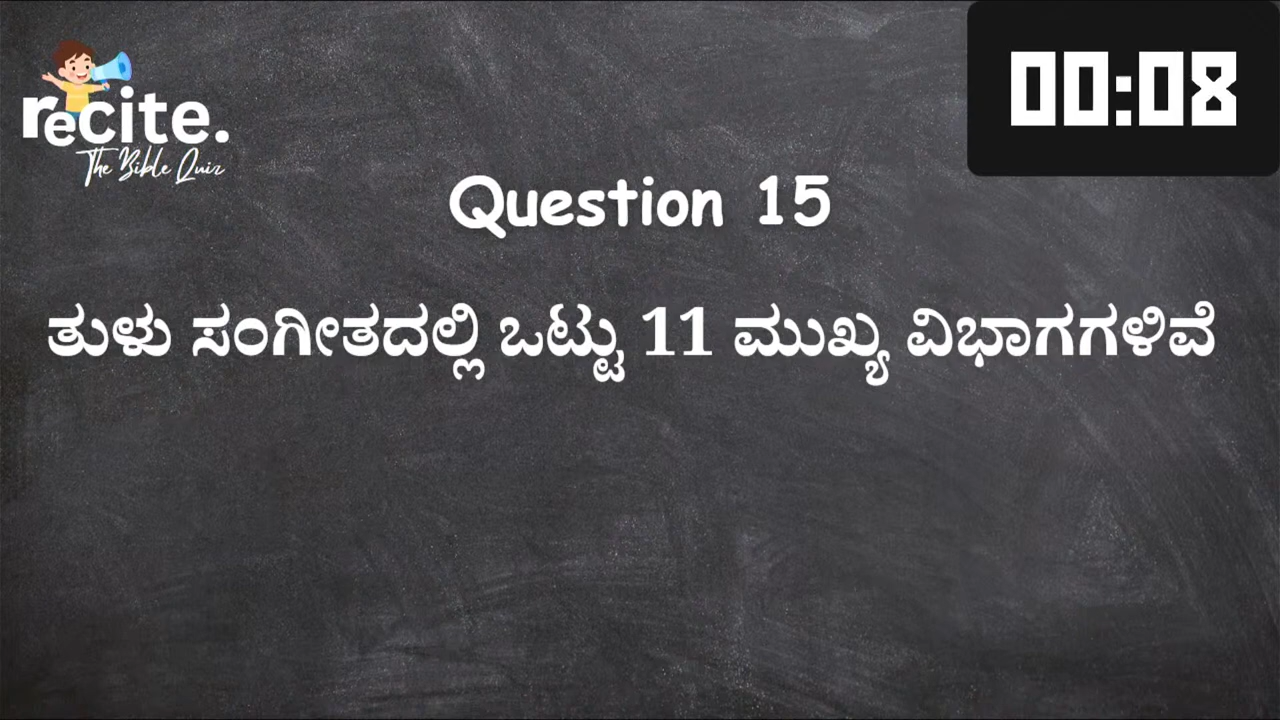 00:08
recite.
The Bible Quiz
Question 15
ತುಳು ಸಂಗೀತದಲ್ಲಿ ಒಟ್ಟು 11 ಮುಖ್ಯ ವಿಭಾಗಗಳಿವೆ